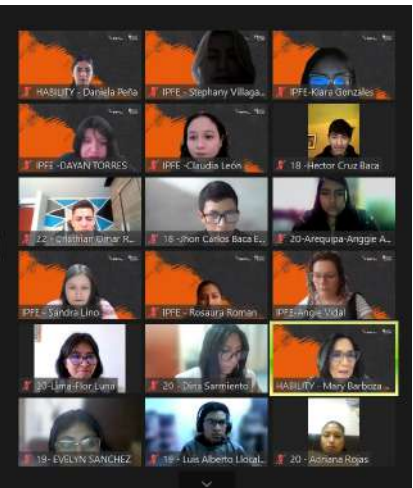 HABILITY - Daniela Peña
IPFE - Stephany Villaga...
IPFE-Kiara Gonzales
IPFE -DAYAN TORRES
IPFE -Claudia León
18 -Hector Cruz Baca
22 - Christhian Omar R...
18 -Jhon Carlos Baca E...
20-Arequipa-Anggie A...
IPFE - Sandra Lino
IPFE - Rosaura Roman
IPFE-Angie Vidal
20-Lima-Flor Luna
20 - Dina Sarmiento
HABILITY - Mary Barboza
19- EVELYN SANCHEZ
19 - Luis Alberto Llocal...
20 - Adriana Rojas